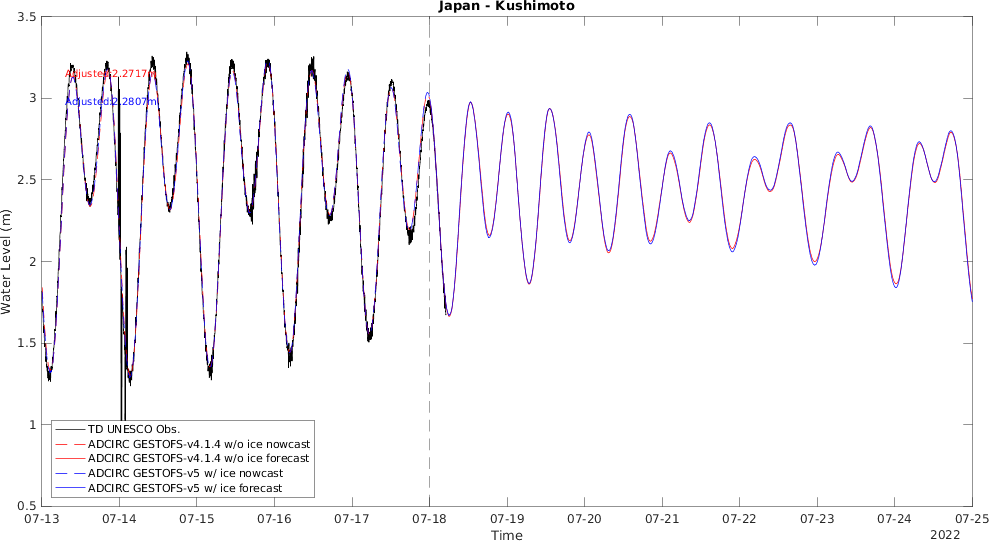 Japan - Kushimoto
3.5
3
2.5
2
1.5
1
0.5
Water Level (m)
Adjusted:2.2717m
Adjusted:2.2807m
TD UNESCO Obs.
ADCIRC GESTOFS-v4.1.4 w/o ice nowcast
ADCIRC GESTOFS-v4.1.4 w/o ice forecast
ADCIRC GESTOFS-v5 w/ ice nowcast
ADCIRC GESTOFS-v5 w/ ice forecast
07-13 07-14 07-15 07-16 07-17 07-18 07-19 07-20 07-21 07-22 07-23 07-24 07-25
Time
2022